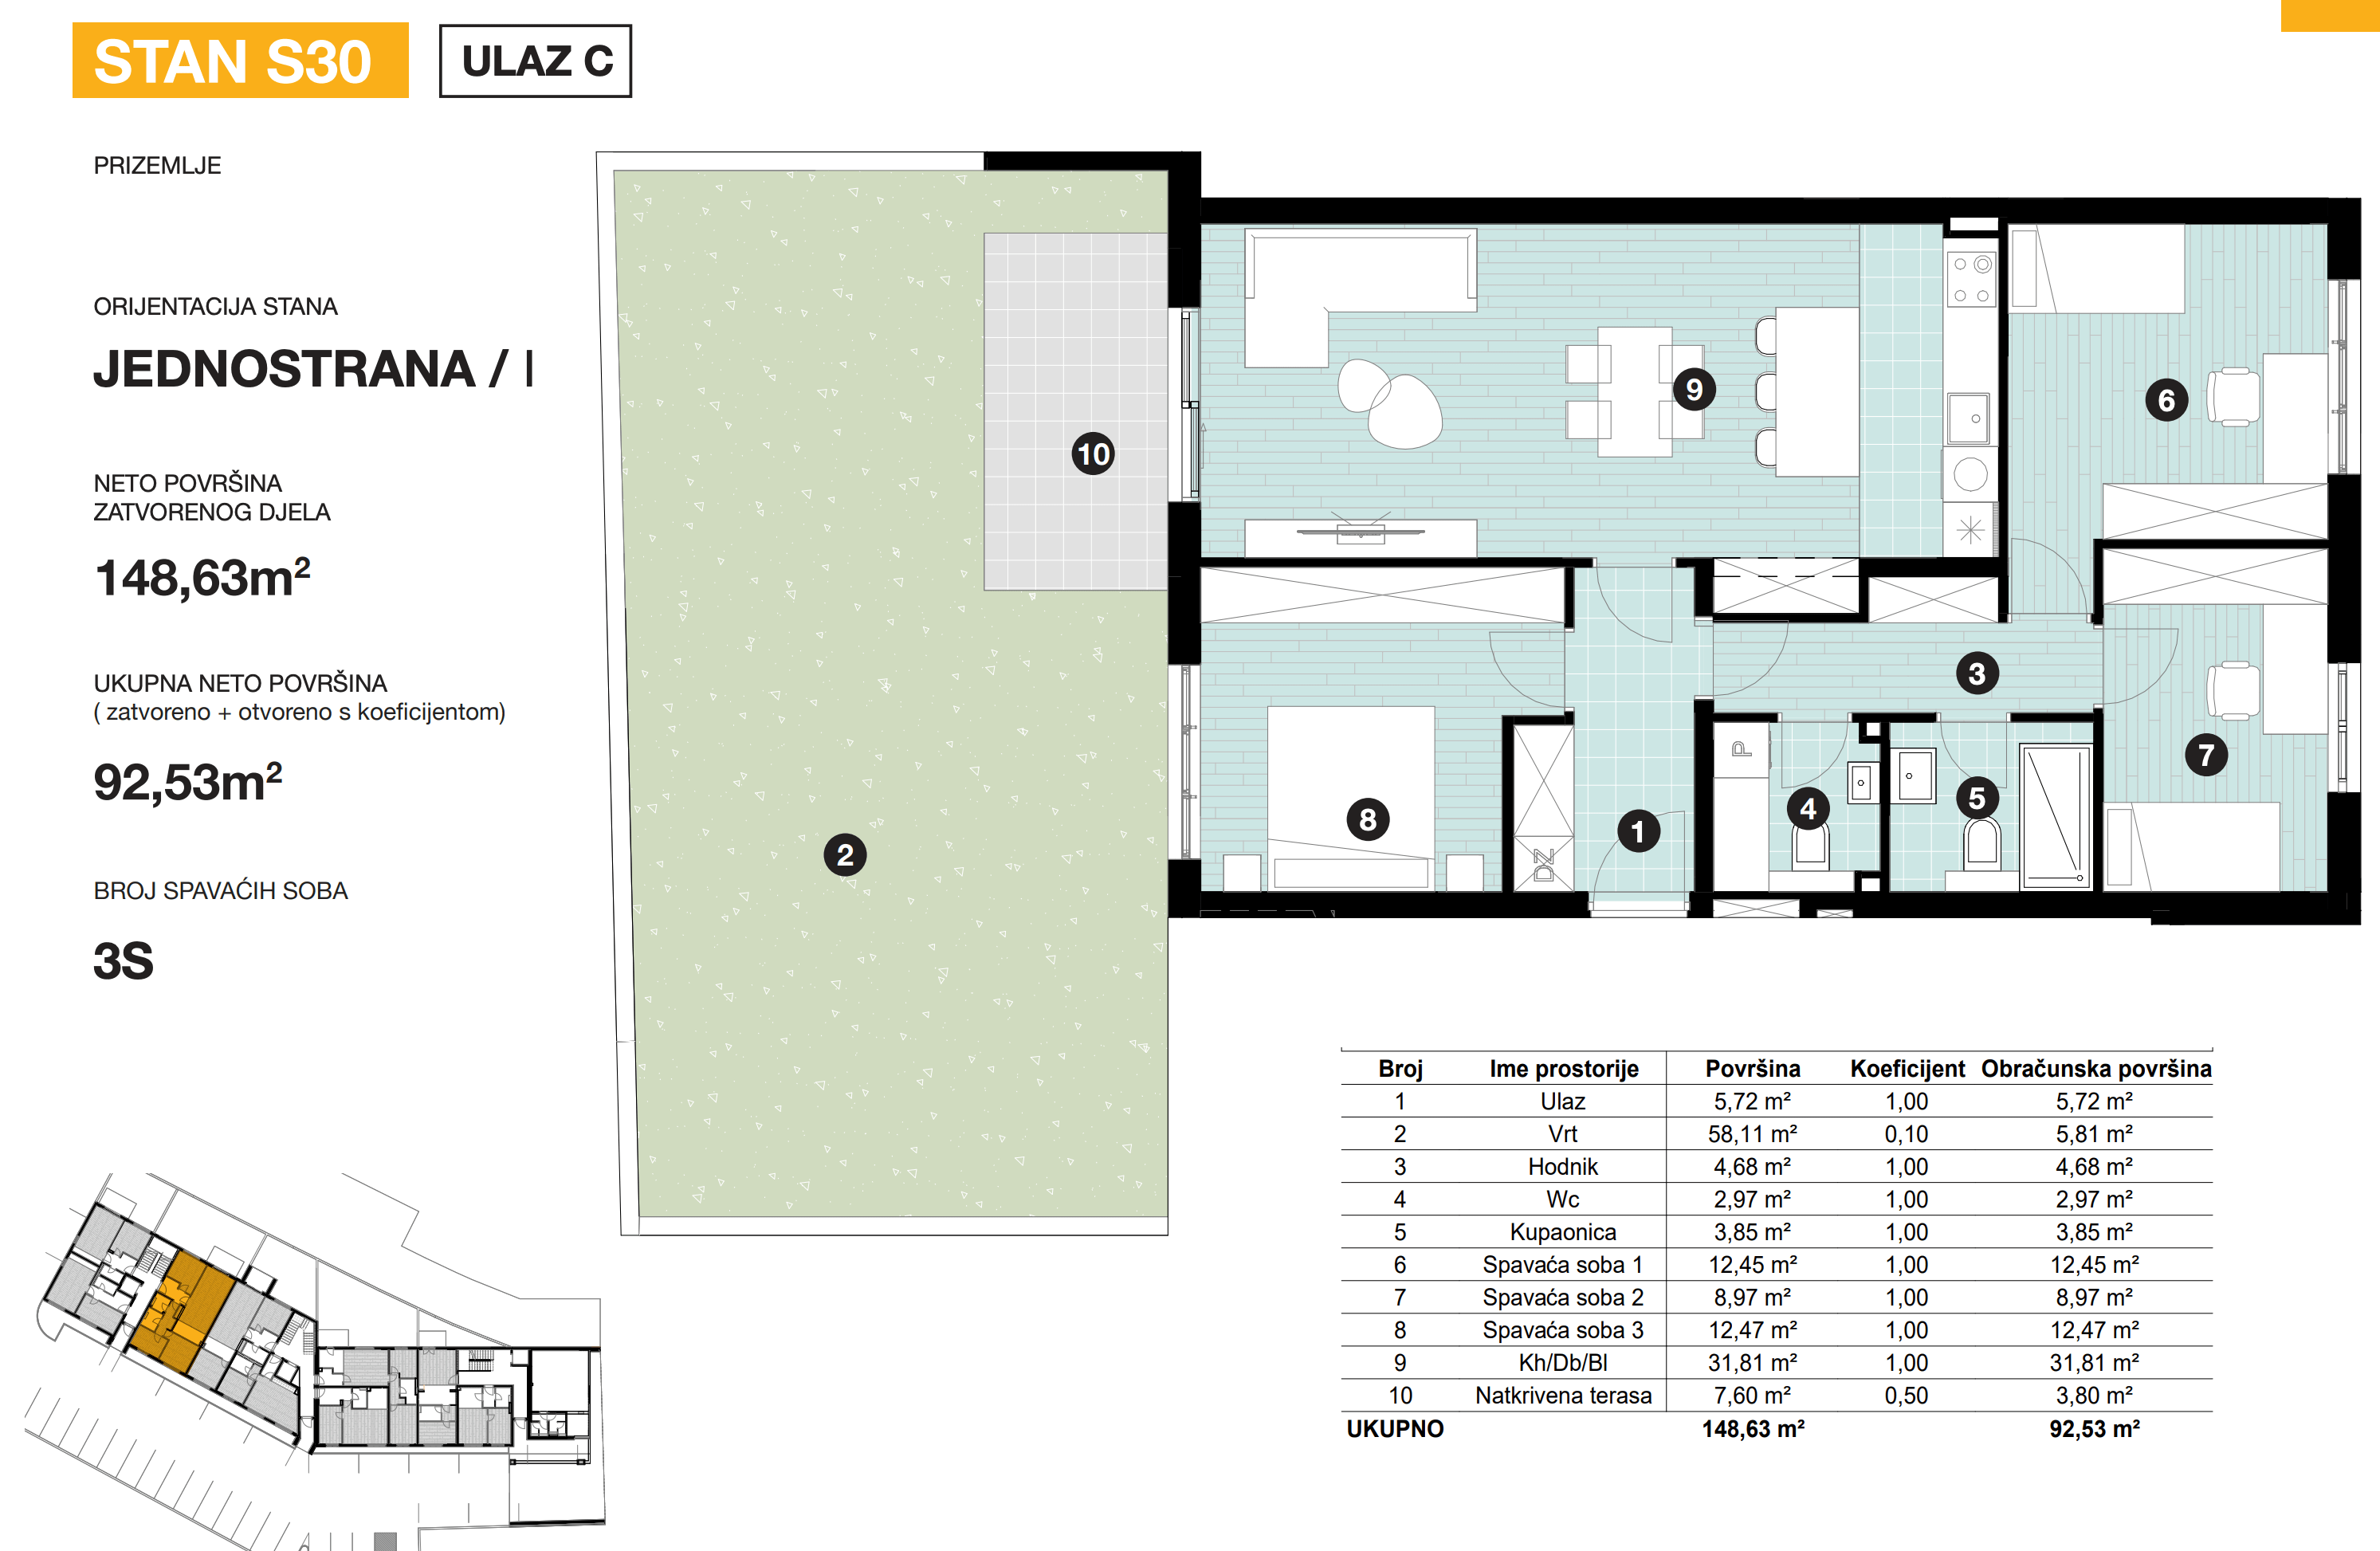 STAN S30
ULAZ C
PRIZEMLJE
ORIJENTACIJA STANA
JEDNOSTRANA / I
NETO POVRŠINA
ZATVORENOG DJELA
148,63m²
UKUPNA NETO POVRŠINA
( zatvoreno + otvoreno s koeficijentom)
92,53m²
BROJ SPAVAĆIH SOBA
3S
9
6
10
3
P
7
5
4
8
1
DZ
2
Broj Ime prostorije Površina Koeficijent Obračunska površina
1 Ulaz 5,72 m² 1,00 5,72 m²
2 Vrt 58,11 m² 0,10 5,81 m²
3 Hodnik 4,68 m² 1,00 4,68 m²
4 Wc 2,97 m² 1,00 2,97 m²
5 Kupaonica 3,85 m² 1,00 3,85 m²
6 Spavaća soba 1 12,45 m² 1,00 12,45 m²
7 Spavaća soba 2 8,97 m² 1,00 8,97 m²
8 Spavaća soba 3 12,47 m² 1,00 12,47 m²
9 Kh/Db/Bl 31,81 m² 1,00 31,81 m²
10 Natkrivena terasa 7,60 m² 0,50 3,80 m²
UKUPNO 148,63 m² 92,53 m²